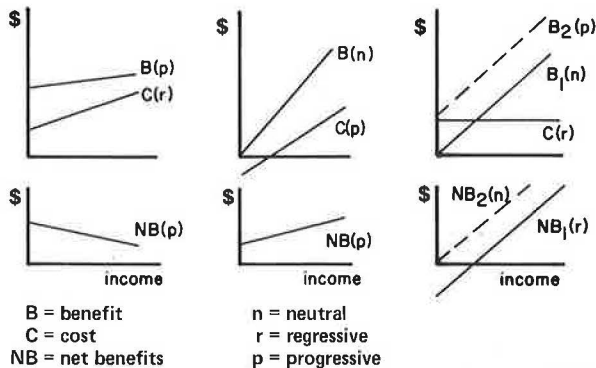 $
B(p)
C(r)
$
B(n)
C(p)
$
B₂(p)
B₁(n)
C(r)
$
NB(p)
income
$
NB(p)
income
$
NB₂(n)
NB₁(r)
income
B = benefit
C = cost
NB = net benefits
n = neutral
r = regressive
p = progressive